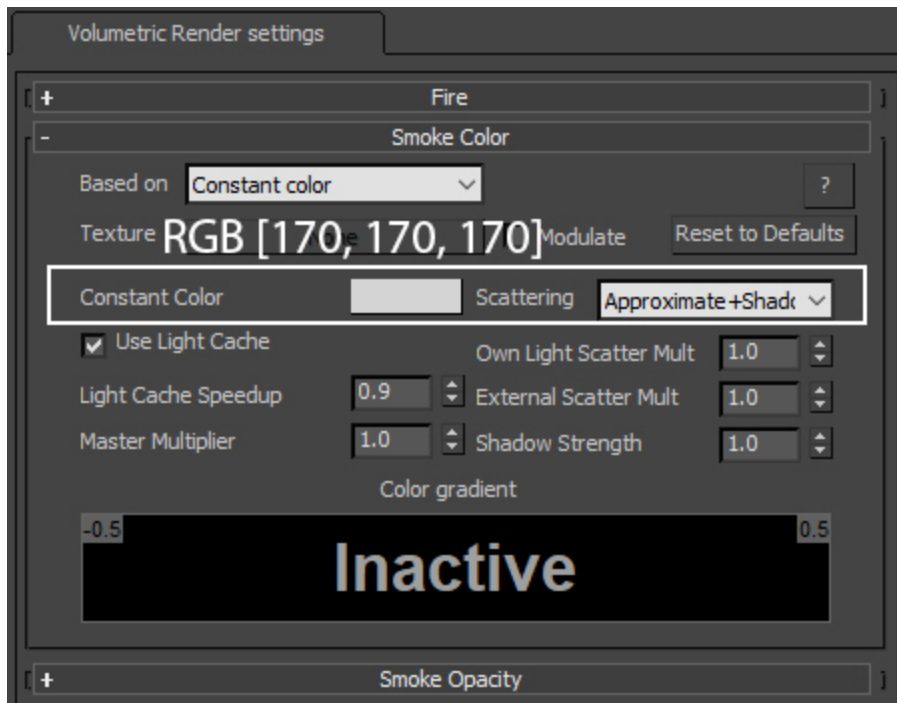 Volumetric Render settings
+ Fire
- Smoke Color
Based on Constant color ?
Texture RGB [170, 170, 170] Modulate Reset to Defaults
Constant Color Scattering Approximate+Shad
Use Light Cache Own Light Scatter Mult 1.0
Light Cache Speedup 0.9 External Scatter Mult 1.0
Master Multiplier 1.0 Shadow Strength 1.0
Color gradient
-0.5 0.5
Inactive
+ Smoke Opacity